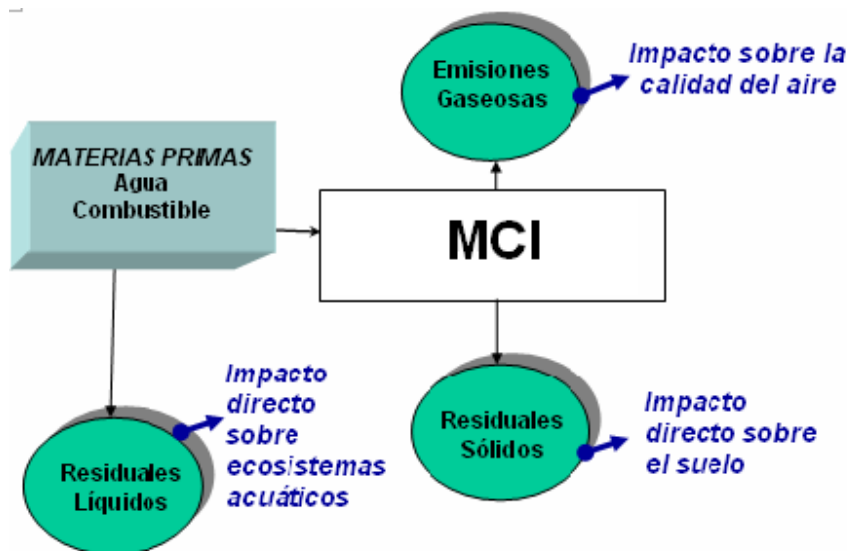 Emisiones
Gaseosas
Impacto sobre la
calidad del aire
MATERIAS PRIMAS
Agua
Combustible
MCI
Impacto
directo
sobre
ecosistemas
acuáticos
Residuales
Líquidos
Residuales
Sólidos
Impacto
directo sobre
el suelo